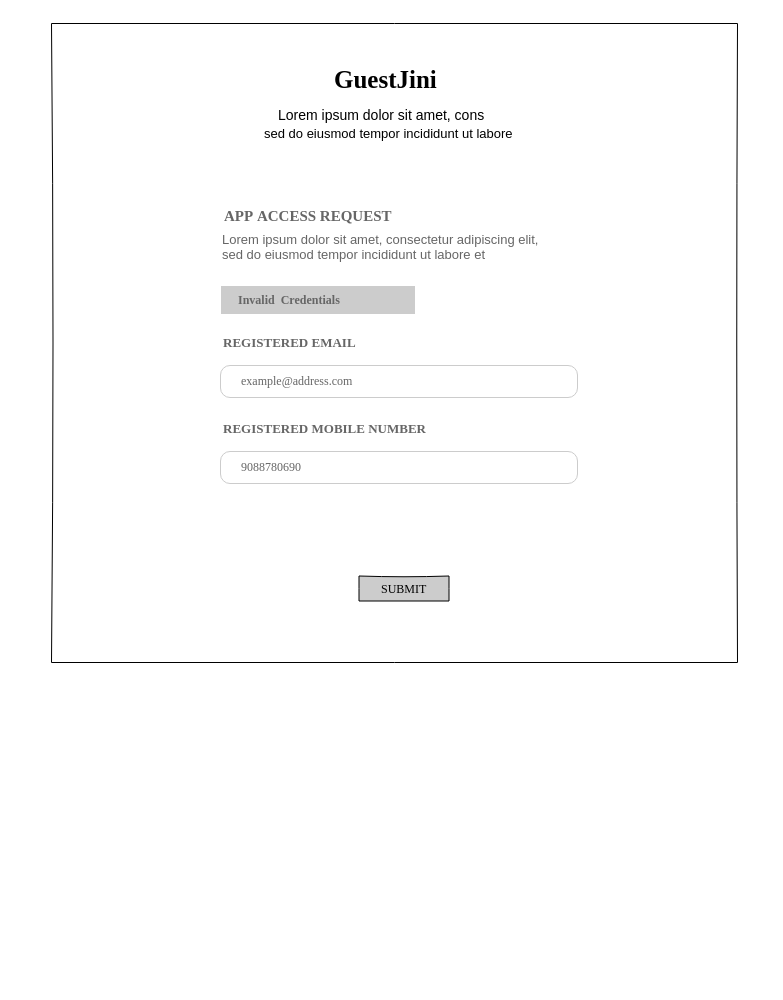 GuestJini
Lorem ipsum dolor sit amet, cons
sed do eiusmod tempor incididunt ut labore
APP ACCESS REQUEST
Lorem ipsum dolor sit amet, consectetur adipiscing elit,
sed do eiusmod tempor incididunt ut labore et
Invalid Credentials
REGISTERED EMAIL
example@address.com
REGISTERED MOBILE NUMBER
9088780690
SUBMIT